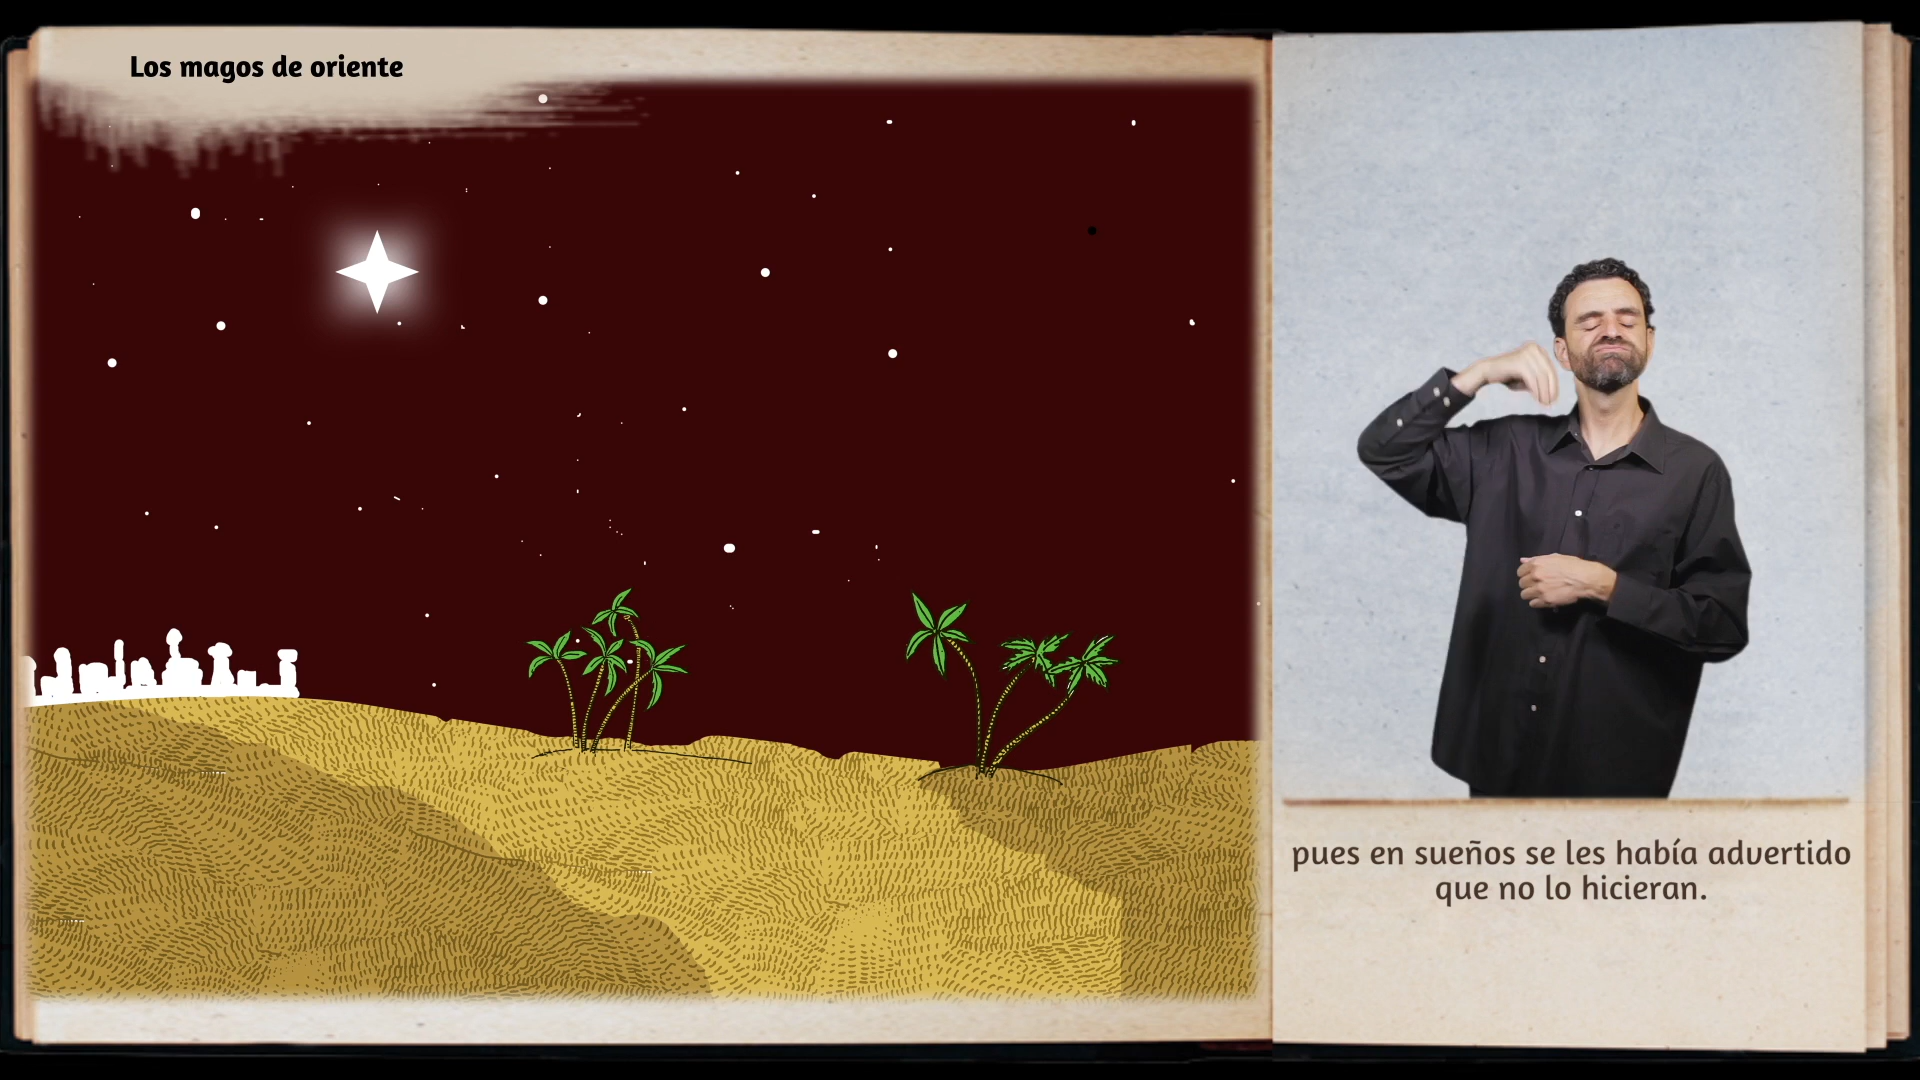 Los magos de oriente
pues en sueños se les había advertido
que no lo hicieran.